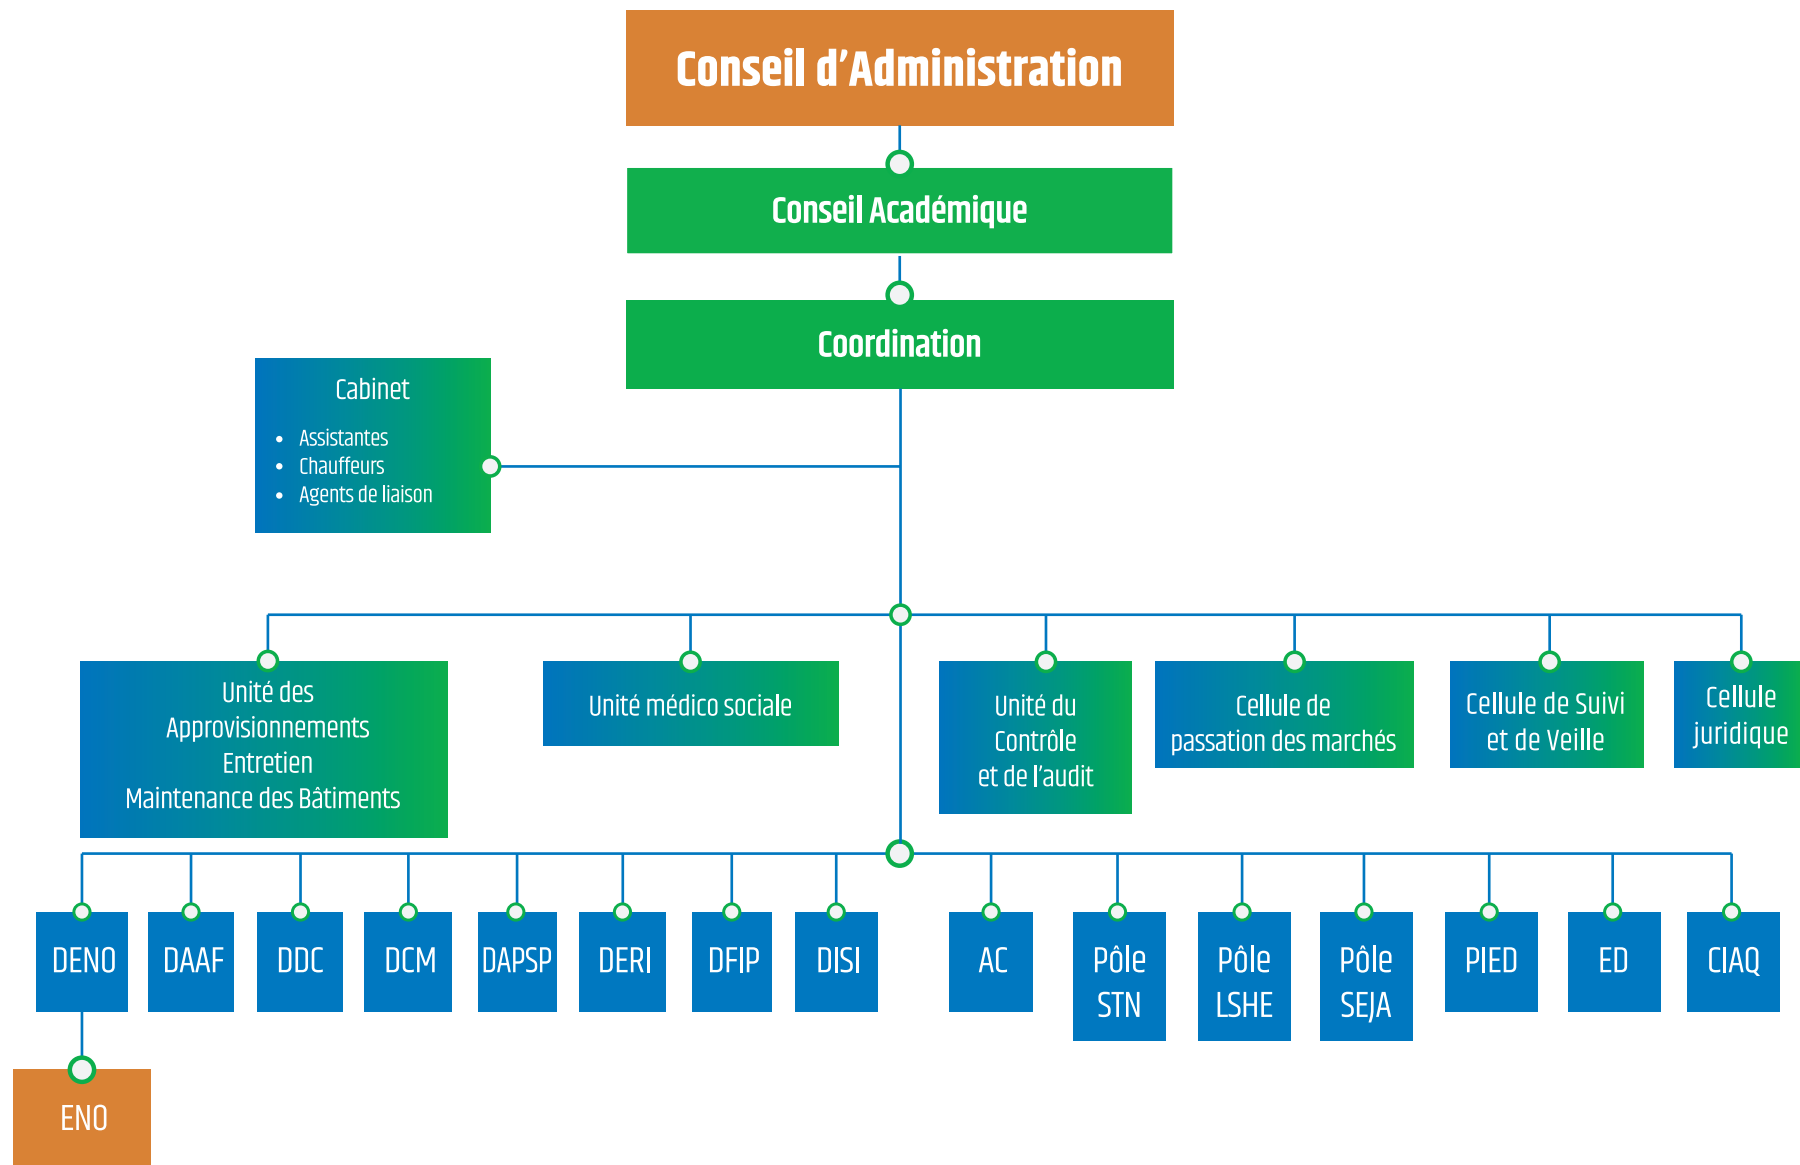 Conseil d’Administration
Conseil Académique
Coordination
Cabinet
• Assistantes
• Chauffeurs
• Agents de liaison
Unité des
Approvisionnements
Entretien
Maintenance des Bâtiments
Unité médico sociale
Unité du
Contrôle
et de l’audit
Cellule de
passation des marchés
Cellule de Suivi
et de Veille
Cellule
juridique
DENO
DAAF
DDC
DCM
DAPSP
DERI
DFIP
DISI
AC
Pôle
STN
Pôle
LSHE
Pôle
SEJA
PIED
ED
CIAQ
ENO